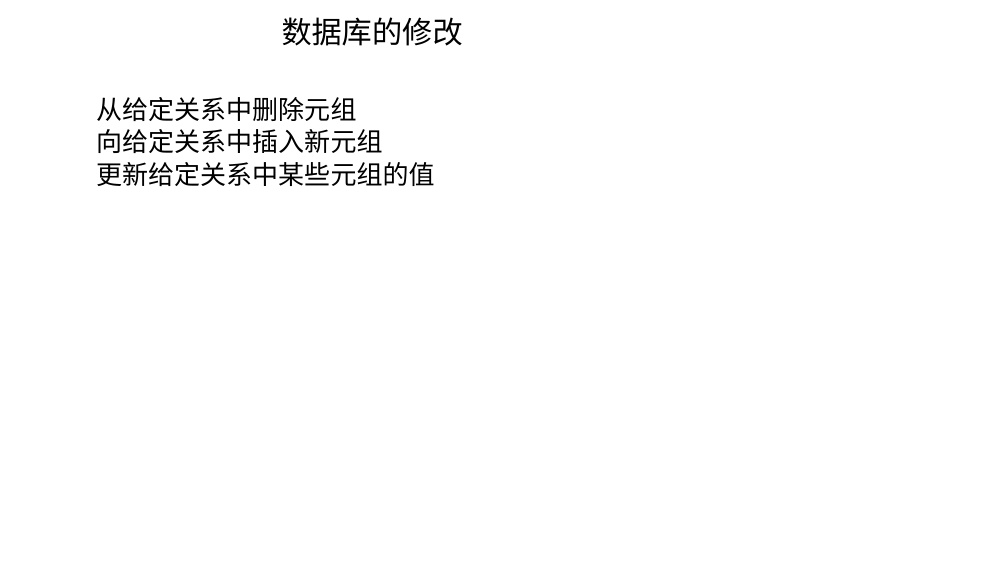 数据库的修改
从给定关系中删除元组
向给定关系中插入新元组
更新给定关系中某些元组的值